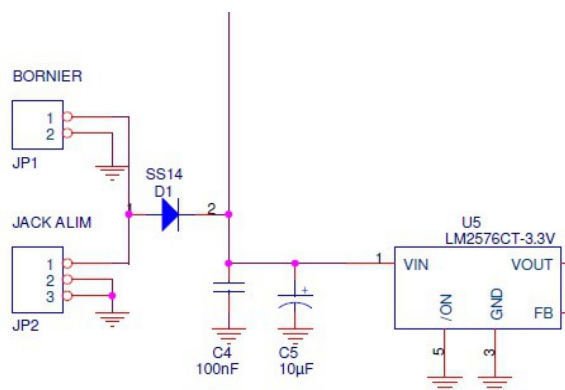 BORNIER
1
2
JP1
SS14
D1
1
2
JACK ALIM
1
2
3
JP2
C4
100nF
C5
10µF
+
U5
LM2576CT-3.3V
1
VIN
VOUT
/ON
GND
FB
5
3